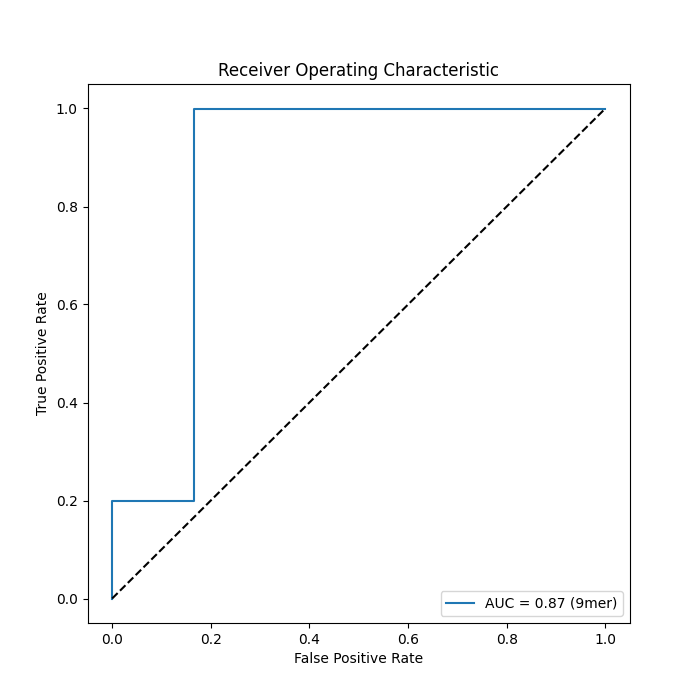 Receiver Operating Characteristic
1.0
0.8
0.6
0.4
0.2
0.0
True Positive Rate
0.0 0.2 0.4 0.6 0.8 1.0
False Positive Rate
AUC = 0.87 (9mer)